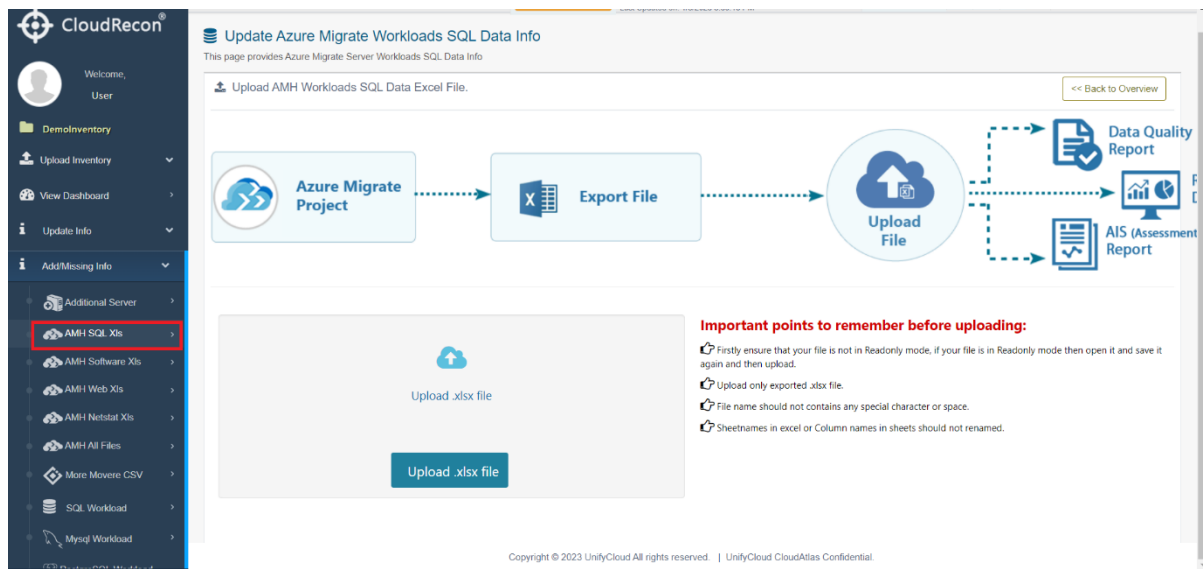 CloudRecon®
Welcome,
User
DemoInventory
Upload Inventory
View Dashboard
Update Info
Add/Missing Info
Additional Server
AMH SQL Xls
AMH Software Xls
AMH Web Xls
AMH Netstat Xls
AMH All Files
More Movere CSV
SQL Workload
Mysql Workload
Update Azure Migrate Workloads SQL Data Info
This page provides Azure Migrate Server Workloads SQL Data Info
Upload AMH Workloads SQL Data Excel File.
<< Back to Overview
Azure Migrate
Project
Export File
Upload
File
Data Quality
Report
AIS (Assessment
Report
Upload .xlsx file
Upload .xlsx file
Important points to remember before uploading:
Firstly ensure that your file is not in Readonly mode, if your file is in Readonly mode then open it and save it
again and then upload.
Upload only exported .xlsx file.
File name should not contains any special character or space.
Sheetnames in excel or Column names in sheets should not renamed.
Copyright © 2023 UnifyCloud All rights reserved. | UnifyCloud CloudAtlas Confidential.